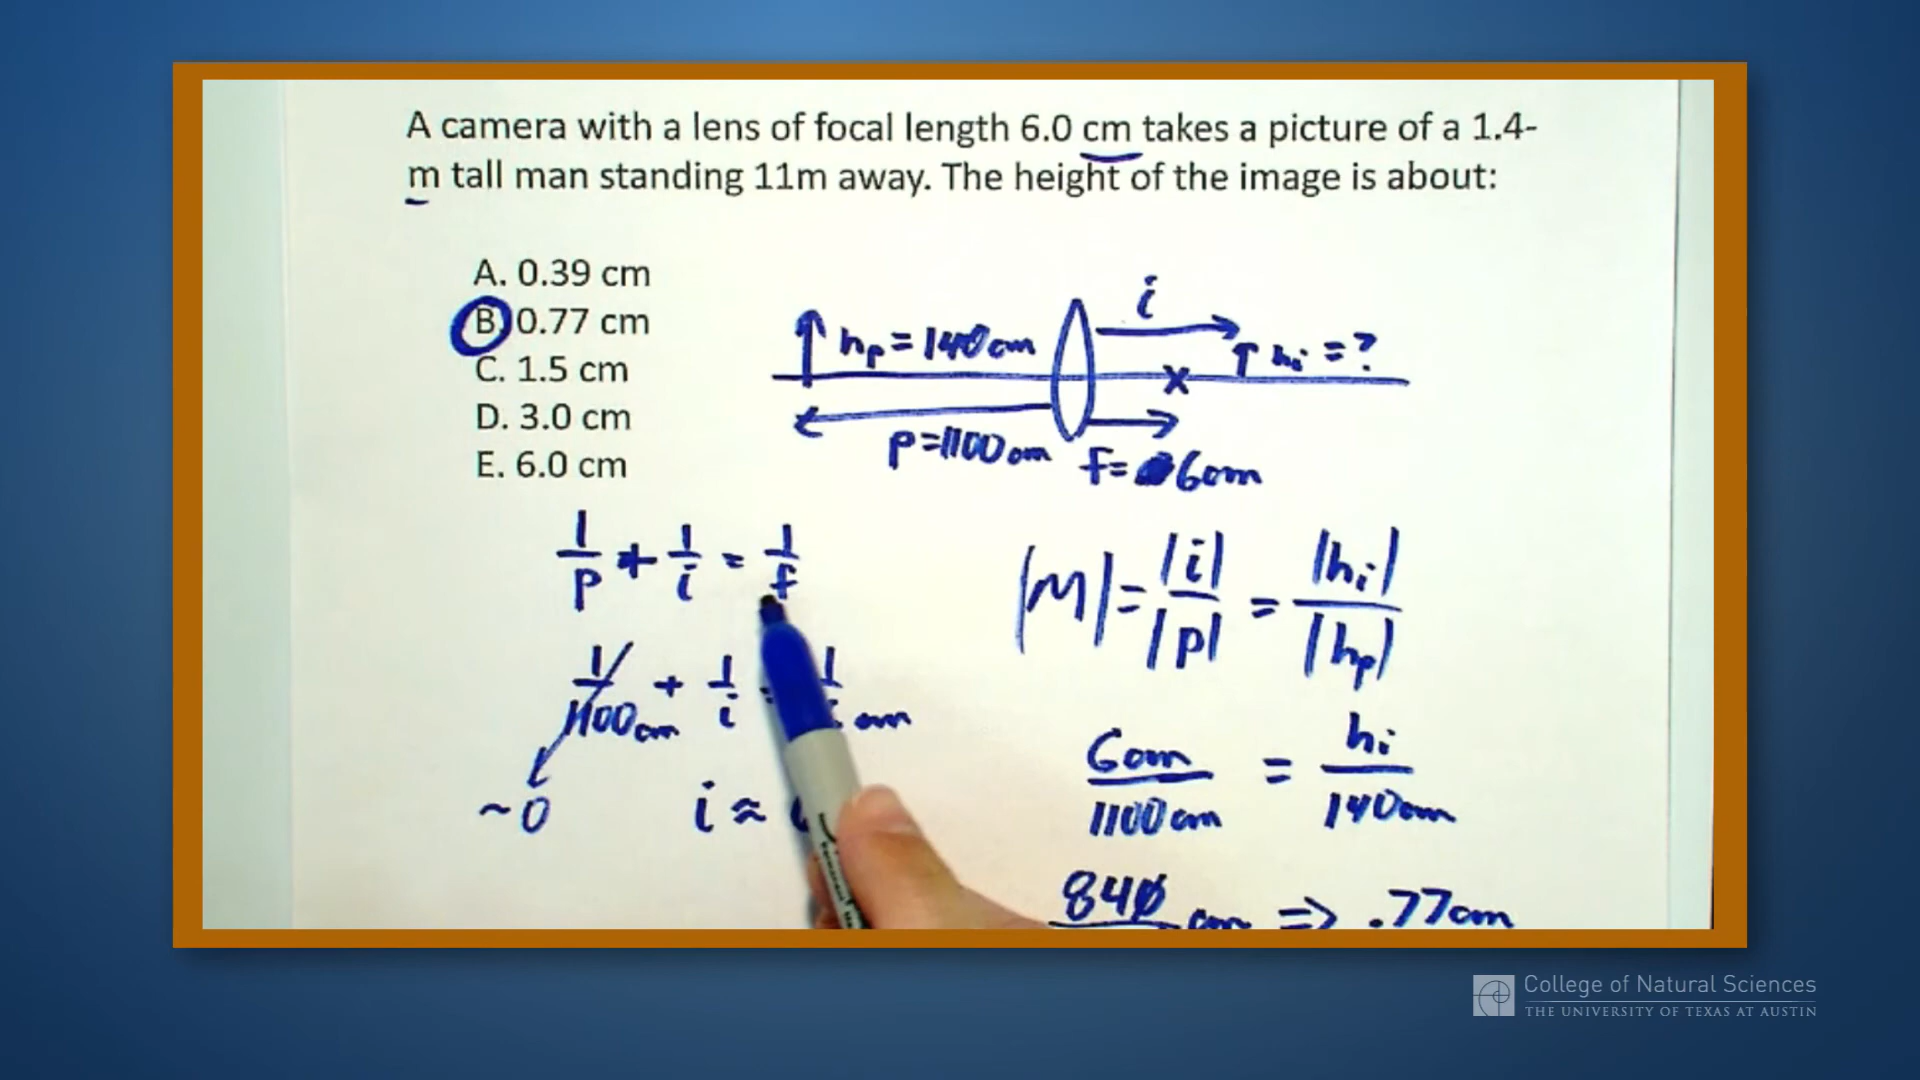 A camera with a lens of focal length 6.0 cm takes a picture of a 1.4-
m tall man standing 11m away. The height of the image is about:
A. 0.39 cm
B. 0.77 cm
C. 1.5 cm
D. 3.0 cm
E. 6.0 cm
i
hp = 140cm
hi = ?
x
p=1100cm
f= 6cm
1/p + 1/i = 1/f
|M| = |i|/|p| = |hi|/|hp|
1/1100cm + 1/i 1/ cm
~0
i ≈
6cm/1100cm = hi/140cm
840 cm => .77cm
College of Natural Sciences
THE UNIVERSITY OF TEXAS AT AUSTIN